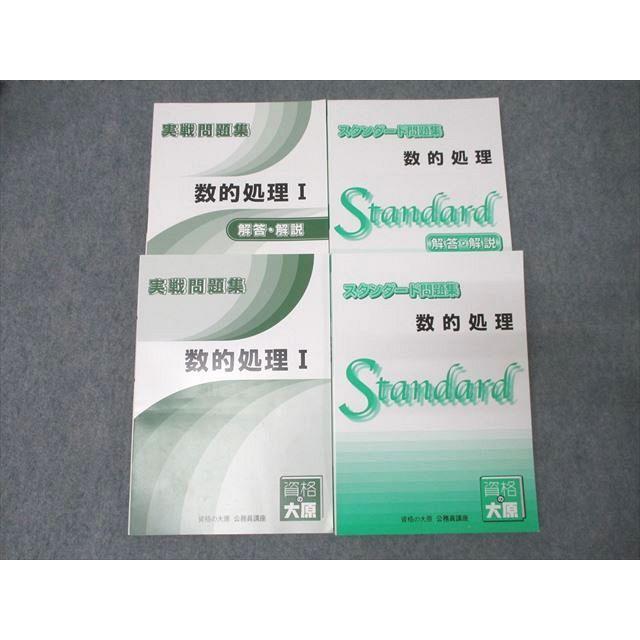 実戦問題集
数的処理 I
解答・解説
スタンダード問題集
数的処理
Standard
解答・解説
実戦問題集
数的処理 I
資格の大原
資格の大原 公務員講座
スタンダード問題集
数的処理
Standard
資格の大原
資格の大原 公務員講座